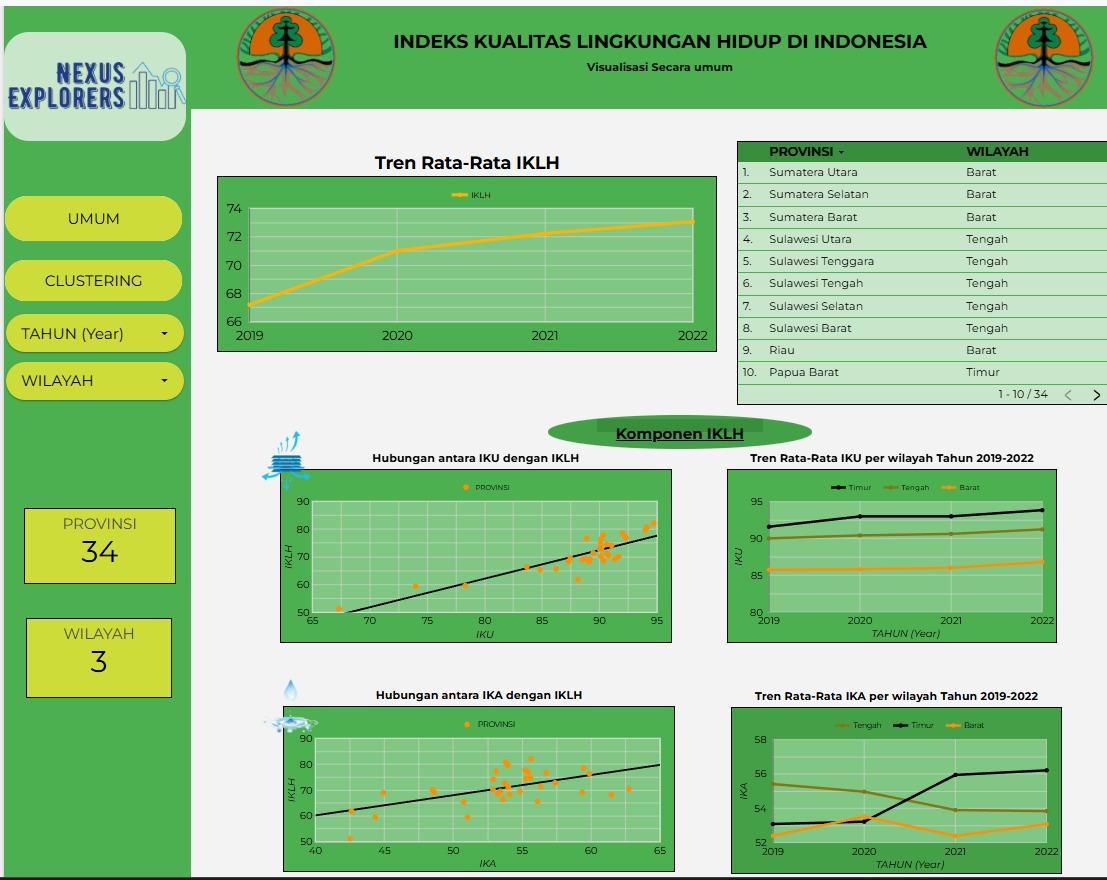 NEXUS
EXPLORERS
INDEKS KUALITAS LINGKUNGAN HIDUP DI INDONESIA
Visualisasi Secara umum
UMUM
CLUSTERING
TAHUN (Year)
WILAYAH
PROVINSI
34
WILAYAH
3
Tren Rata-Rata IKLH
IKLH
74
72
70
68
66
2019 2020 2021 2022
PROVINSI WILAYAH
1. Sumatera Utara Barat
2. Sumatera Selatan Barat
3. Sumatera Barat Barat
4. Sulawesi Utara Tengah
5. Sulawesi Tenggara Tengah
6. Sulawesi Tengah Tengah
7. Sulawesi Selatan Tengah
8. Sulawesi Barat Tengah
9. Riau Barat
10. Papua Barat Timur
1 - 10 / 34
Komponen IKLH
Hubungan antara IKU dengan IKLH
PROVINSI
IKLH
90
80
70
60
50
65 70 75 80 85 90 95
IKU
Tren Rata-Rata IKU per wilayah Tahun 2019-2022
Timur Tengah Barat
IKU
95
90
85
80
2019 2020 2021 2022
TAHUN (Year)
Hubungan antara IKA dengan IKLH
PROVINSI
IKLH
90
80
70
60
50
40 45 50 55 60 65
IKA
Tren Rata-Rata IKA per wilayah Tahun 2019-2022
Tengah Timur Barat
IKA
58
56
54
52
2019 2020 2021 2022
TAHUN (Year)